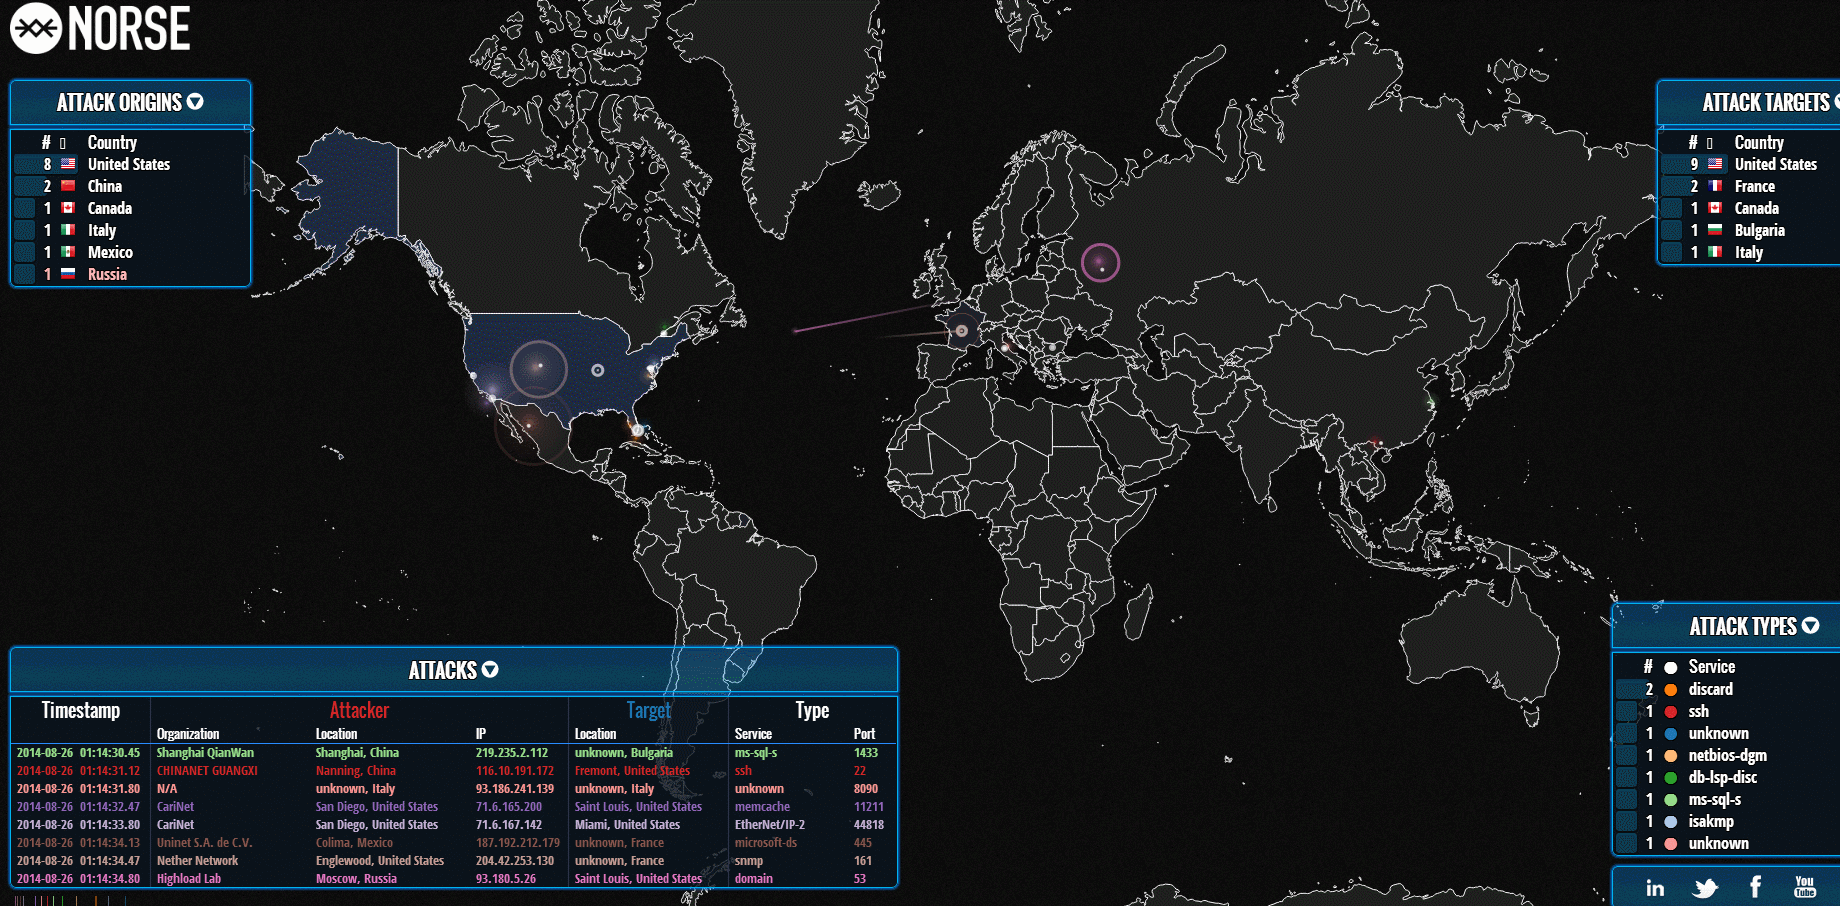 NORSE
ATTACK ORIGINS
# Country
8 United States
2 China
1 Canada
1 Italy
1 Mexico
1 Russia
ATTACK TARGETS
# Country
9 United States
2 France
1 Canada
1 Bulgaria
1 Italy
ATTACKS
Timestamp Attacker Target Type
Organization Location IP Location Service Port
2014-08-26 01:14:30.45 Shanghai QianWan Shanghai, China 219.235.2.112 unknown, Bulgaria ms-sql-s 1433
2014-08-26 01:14:31.12 CHINANET GUANGXI Nanning, China 116.10.191.172 Fremont, United States ssh 22
2014-08-26 01:14:31.80 N/A unknown, Italy 93.186.241.139 unknown, Italy unknown 8090
2014-08-26 01:14:32.47 CariNet San Diego, United States 71.6.165.200 Saint Louis, United States memcache 11211
2014-08-26 01:14:33.80 CariNet San Diego, United States 71.6.167.142 Miami, United States EtherNet/IP-2 44818
2014-08-26 01:14:34.13 Uninet S.A. de C.V. Colima, Mexico 187.192.212.179 unknown, France microsoft-ds 445
2014-08-26 01:14:34.47 Nether Network Englewood, United States 204.42.253.130 unknown, France snmp 161
2014-08-26 01:14:34.80 Highload Lab Moscow, Russia 93.180.5.26 Saint Louis, United States domain 53
ATTACK TYPES
# Service
2 discard
1 ssh
1 unknown
1 netbios-dgm
1 db-lsp-disc
1 ms-sql-s
1 isakmp
1 unknown
in f You Tube